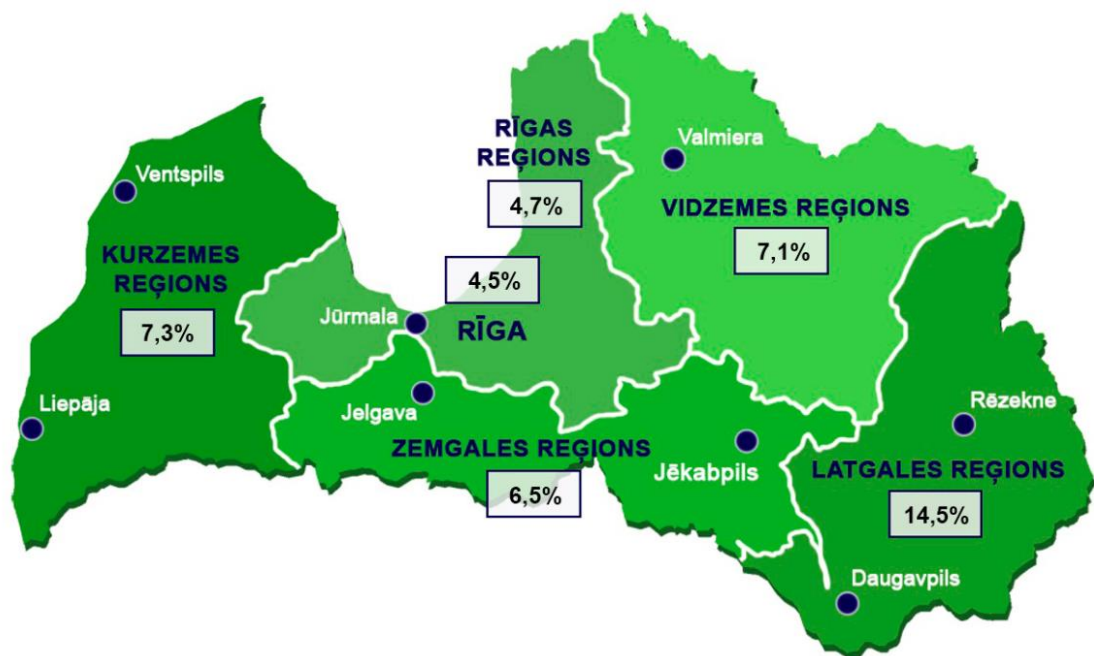 RĪGAS
REĢIONS
4,7%
Valmiera
Ventspils
VIDZEMES REĢIONS
7,1%
KURZEMES
REĢIONS
7,3%
4,5%
Jūrmala
RĪGA
Liepāja
Jelgava
Rēzekne
ZEMGALES REĢIONS
6,5%
Jēkabpils
LATGALES REĢIONS
14,5%
Daugavpils